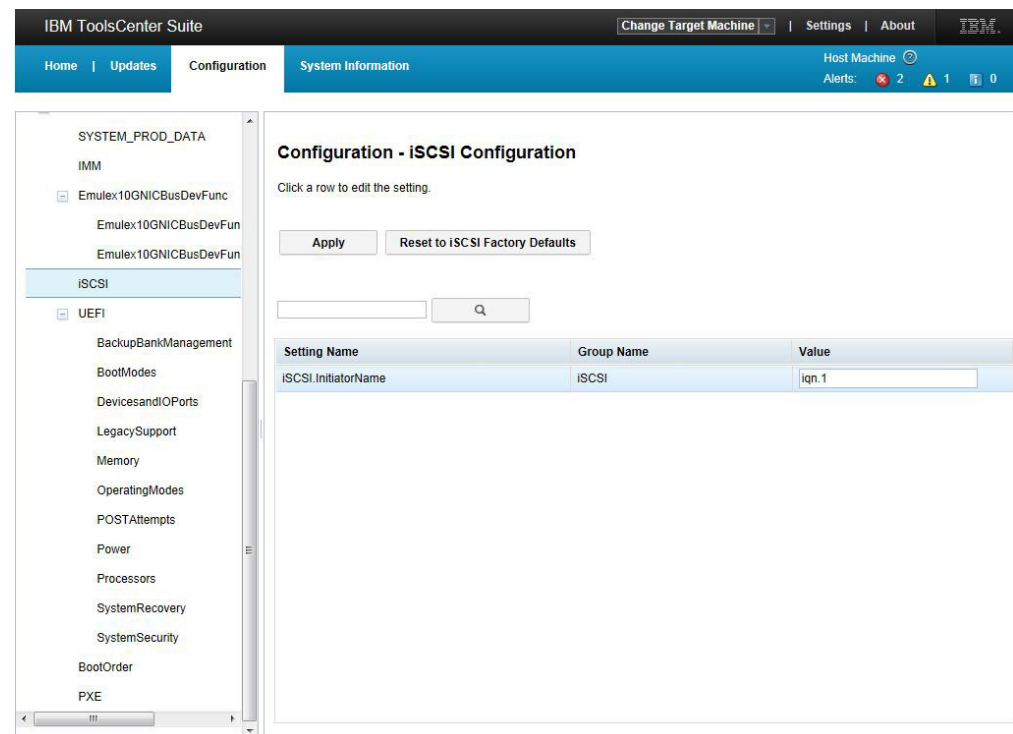 IBM ToolsCenter Suite
Change Target Machine | Settings | About IBM.
Home | Updates Configuration System Information
Host Machine ?
Alerts: 2 1 0
SYSTEM_PROD_DATA
IMM
Emulex10GNICBusDevFunc
Emulex10GNICBusDevFun
Emulex10GNICBusDevFun
iSCSI
UEFI
BackupBankManagement
BootModes
DevicesandIOPorts
LegacySupport
Memory
OperatingModes
POSTAttempts
Power
Processors
SystemRecovery
SystemSecurity
BootOrder
PXE
Configuration - iSCSI Configuration
Click a row to edit the setting.
Apply Reset to iSCSI Factory Defaults
Setting Name Group Name Value
iSCSI.InitiatorName iSCSI iqn.1